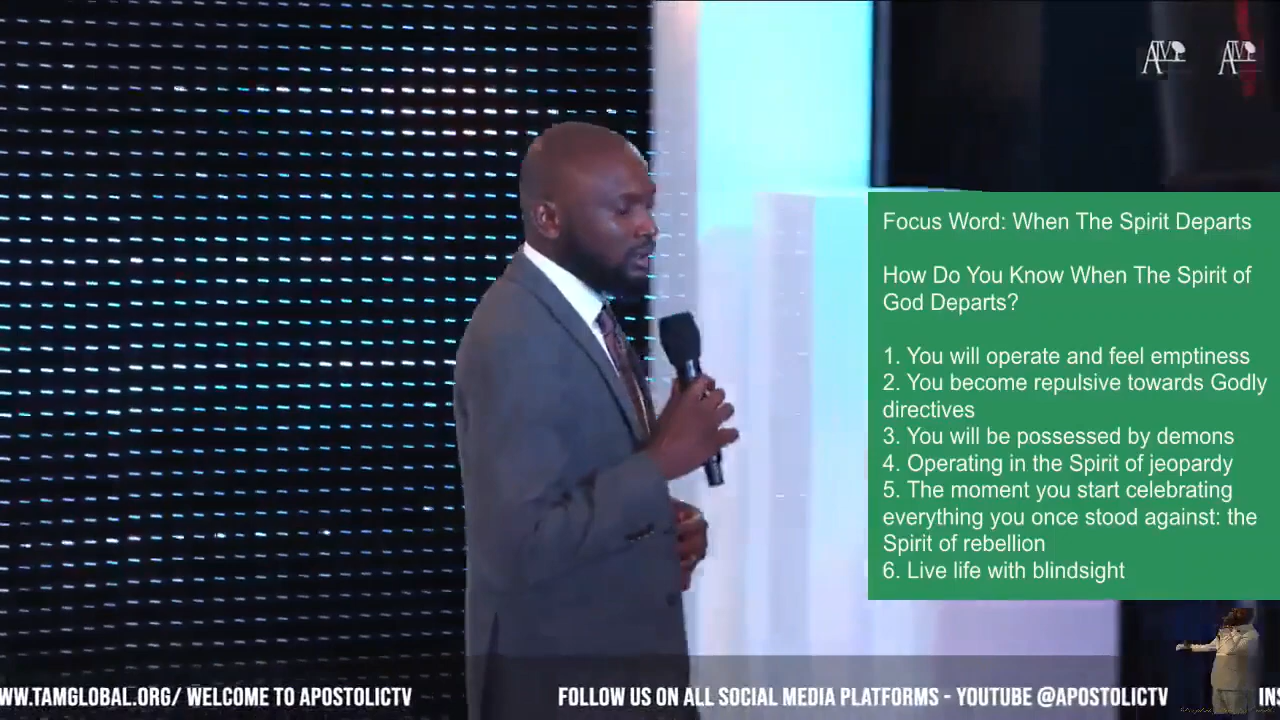 ATV ATV
Focus Word: When The Spirit Departs
How Do You Know When The Spirit of
God Departs?
1. You will operate and feel emptiness
2. You become repulsive towards Godly
directives
3. You will be possessed by demons
4. Operating in the Spirit of jeopardy
5. The moment you start celebrating
everything you once stood against: the
Spirit of rebellion
6. Live life with blindsight
WW.TAMGLOBAL.ORG/ WELCOME TO APOSTOLICTV FOLLOW US ON ALL SOCIAL MEDIA PLATFORMS - YOUTUBE @APOSTOLICTV INS